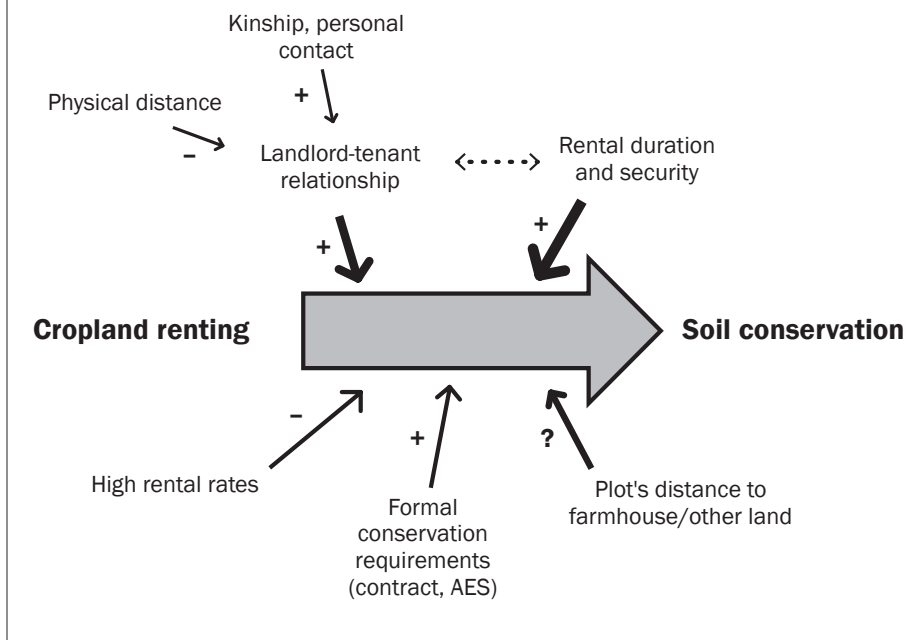 Kinship, personal
contact
+
Physical distance
–
Landlord-tenant
relationship
Rental duration
and security
+
+
Cropland renting
Soil conservation
–
+
?
High rental rates
Formal
conservation
requirements
(contract, AES)
Plot's distance to
farmhouse/other land